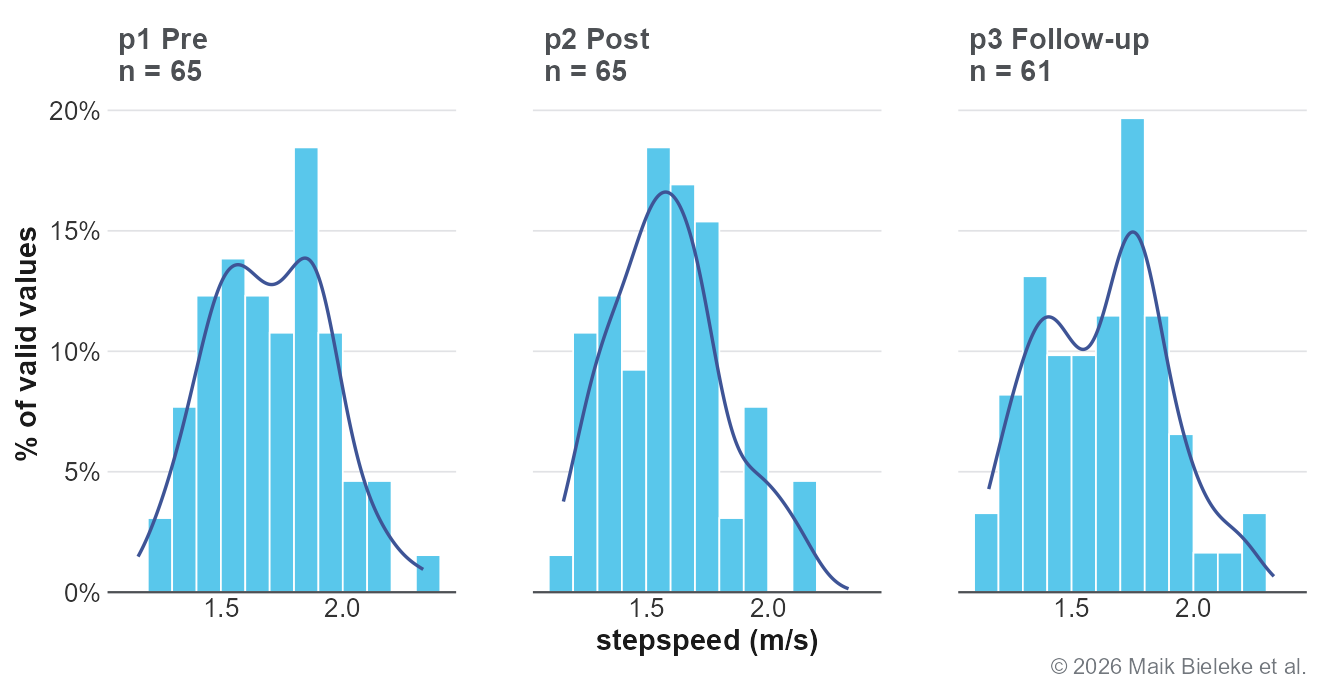 p1 Pre
n = 65
p2 Post
n = 65
p3 Follow-up
n = 61
% of valid values
20%
15%
10%
5%
0%
1.5 2.0
1.5 2.0
1.5 2.0
stepspeed (m/s)
© 2026 Maik Bieleke et al.